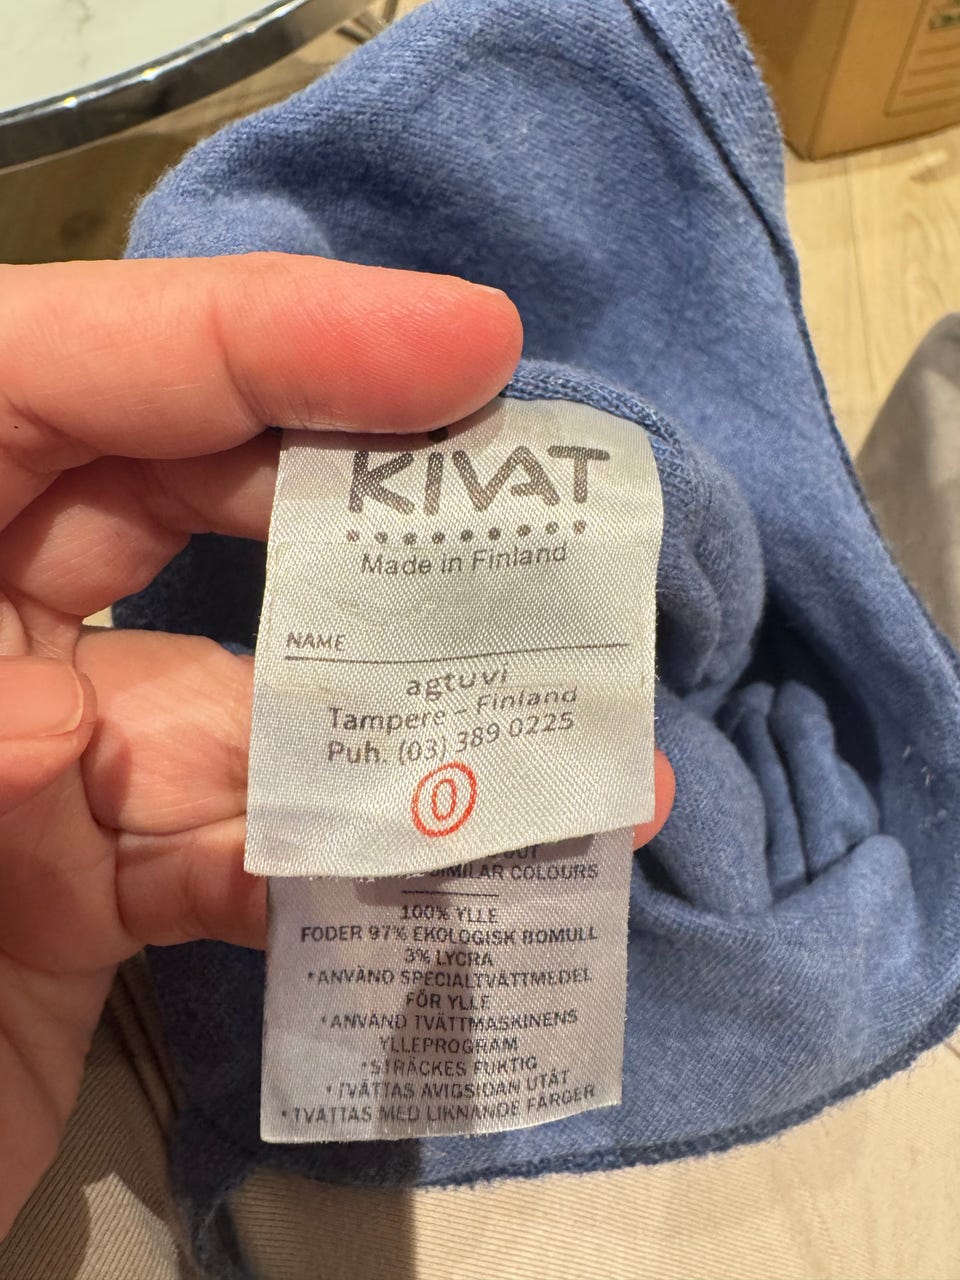 KIVAT
Made in Finland
NAME
agtuvi
Tampere - Finland
Puh. (03) 389 0225
0
OUT
SIMILAR COLOURS
100% YLLE
FODER 97% EKOLOGISK BOMULL
3% LYCRA
*ANVÄND SPECIALTVÄTTMEDEL
FÖR YLLE
*ANVÄND TVÄTTMASKINENS
YLLEPROGRAM
*STRÄCKES FUKTIG
*TVÄTTAS AVIGSIDAN UTÅT
*TVÄTTAS MED LIKNANDE FÄRGER